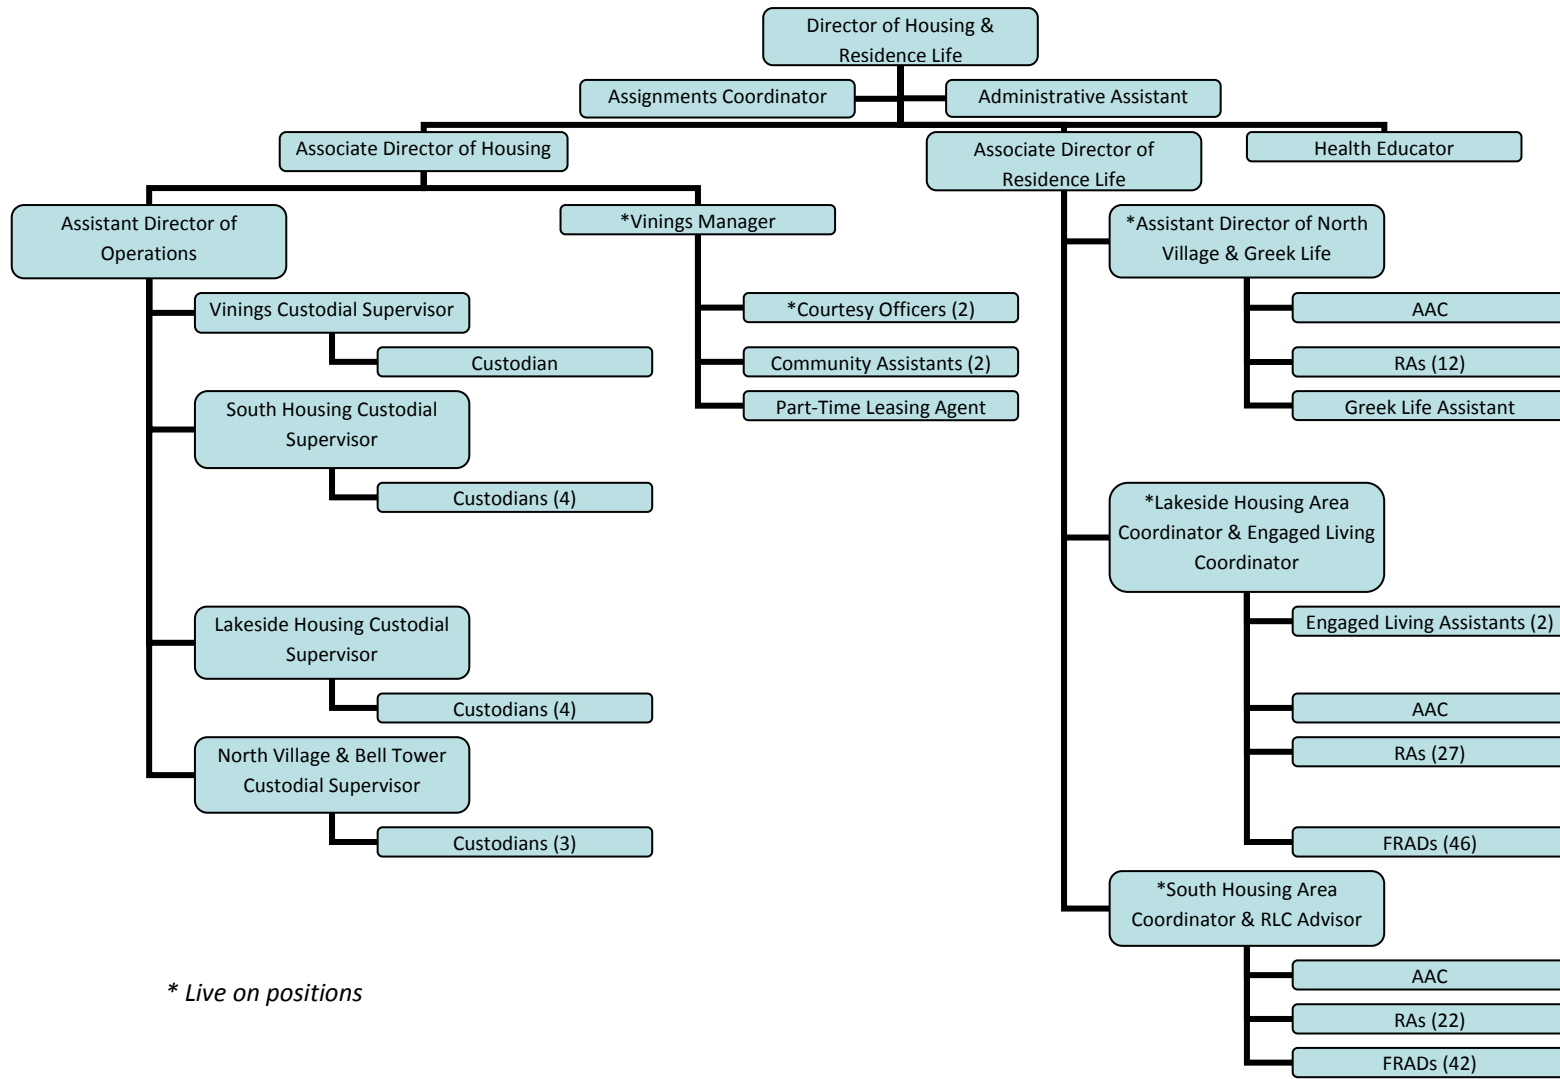 Director of Housing &
Residence Life
Assignments Coordinator
Administrative Assistant
Associate Director of Housing
Associate Director of
Residence Life
Health Educator
Assistant Director of
Operations
*Vinings Manager
*Assistant Director of North
Village & Greek Life
Vinings Custodial Supervisor
Custodian
South Housing Custodial
Supervisor
Custodians (4)
Lakeside Housing Custodial
Supervisor
Custodians (4)
North Village & Bell Tower
Custodial Supervisor
Custodians (3)
*Courtesy Officers (2)
Community Assistants (2)
Part-Time Leasing Agent
AAC
RAs (12)
Greek Life Assistant
*Lakeside Housing Area
Coordinator & Engaged Living
Coordinator
Engaged Living Assistants (2)
AAC
RAs (27)
FRADs (46)
*South Housing Area
Coordinator & RLC Advisor
AAC
RAs (22)
FRADs (42)
* Live on positions